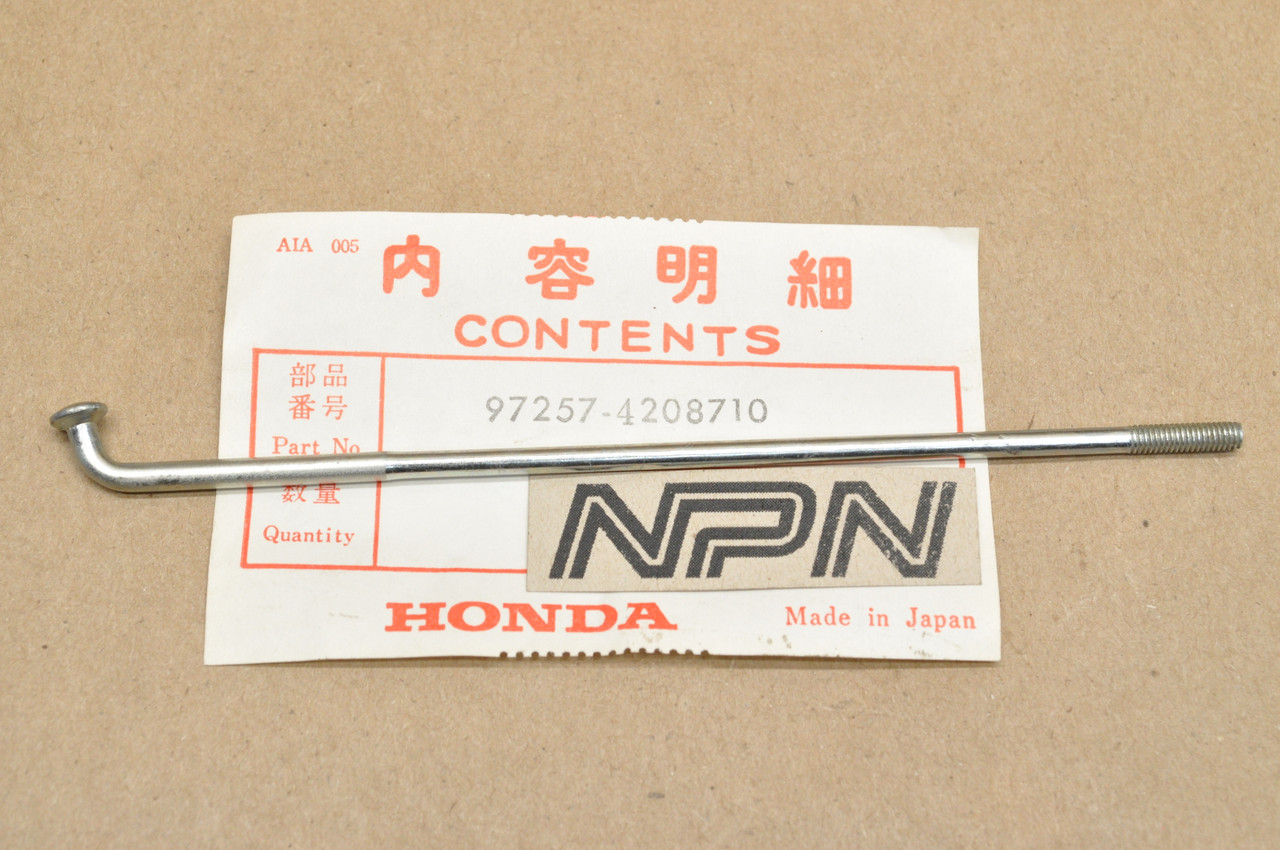 AIA 005
内容明細
CONTENTS
部品
番号
97257-4208710
Part No
数量
Quantity
NPN
HONDA
Made in Japan